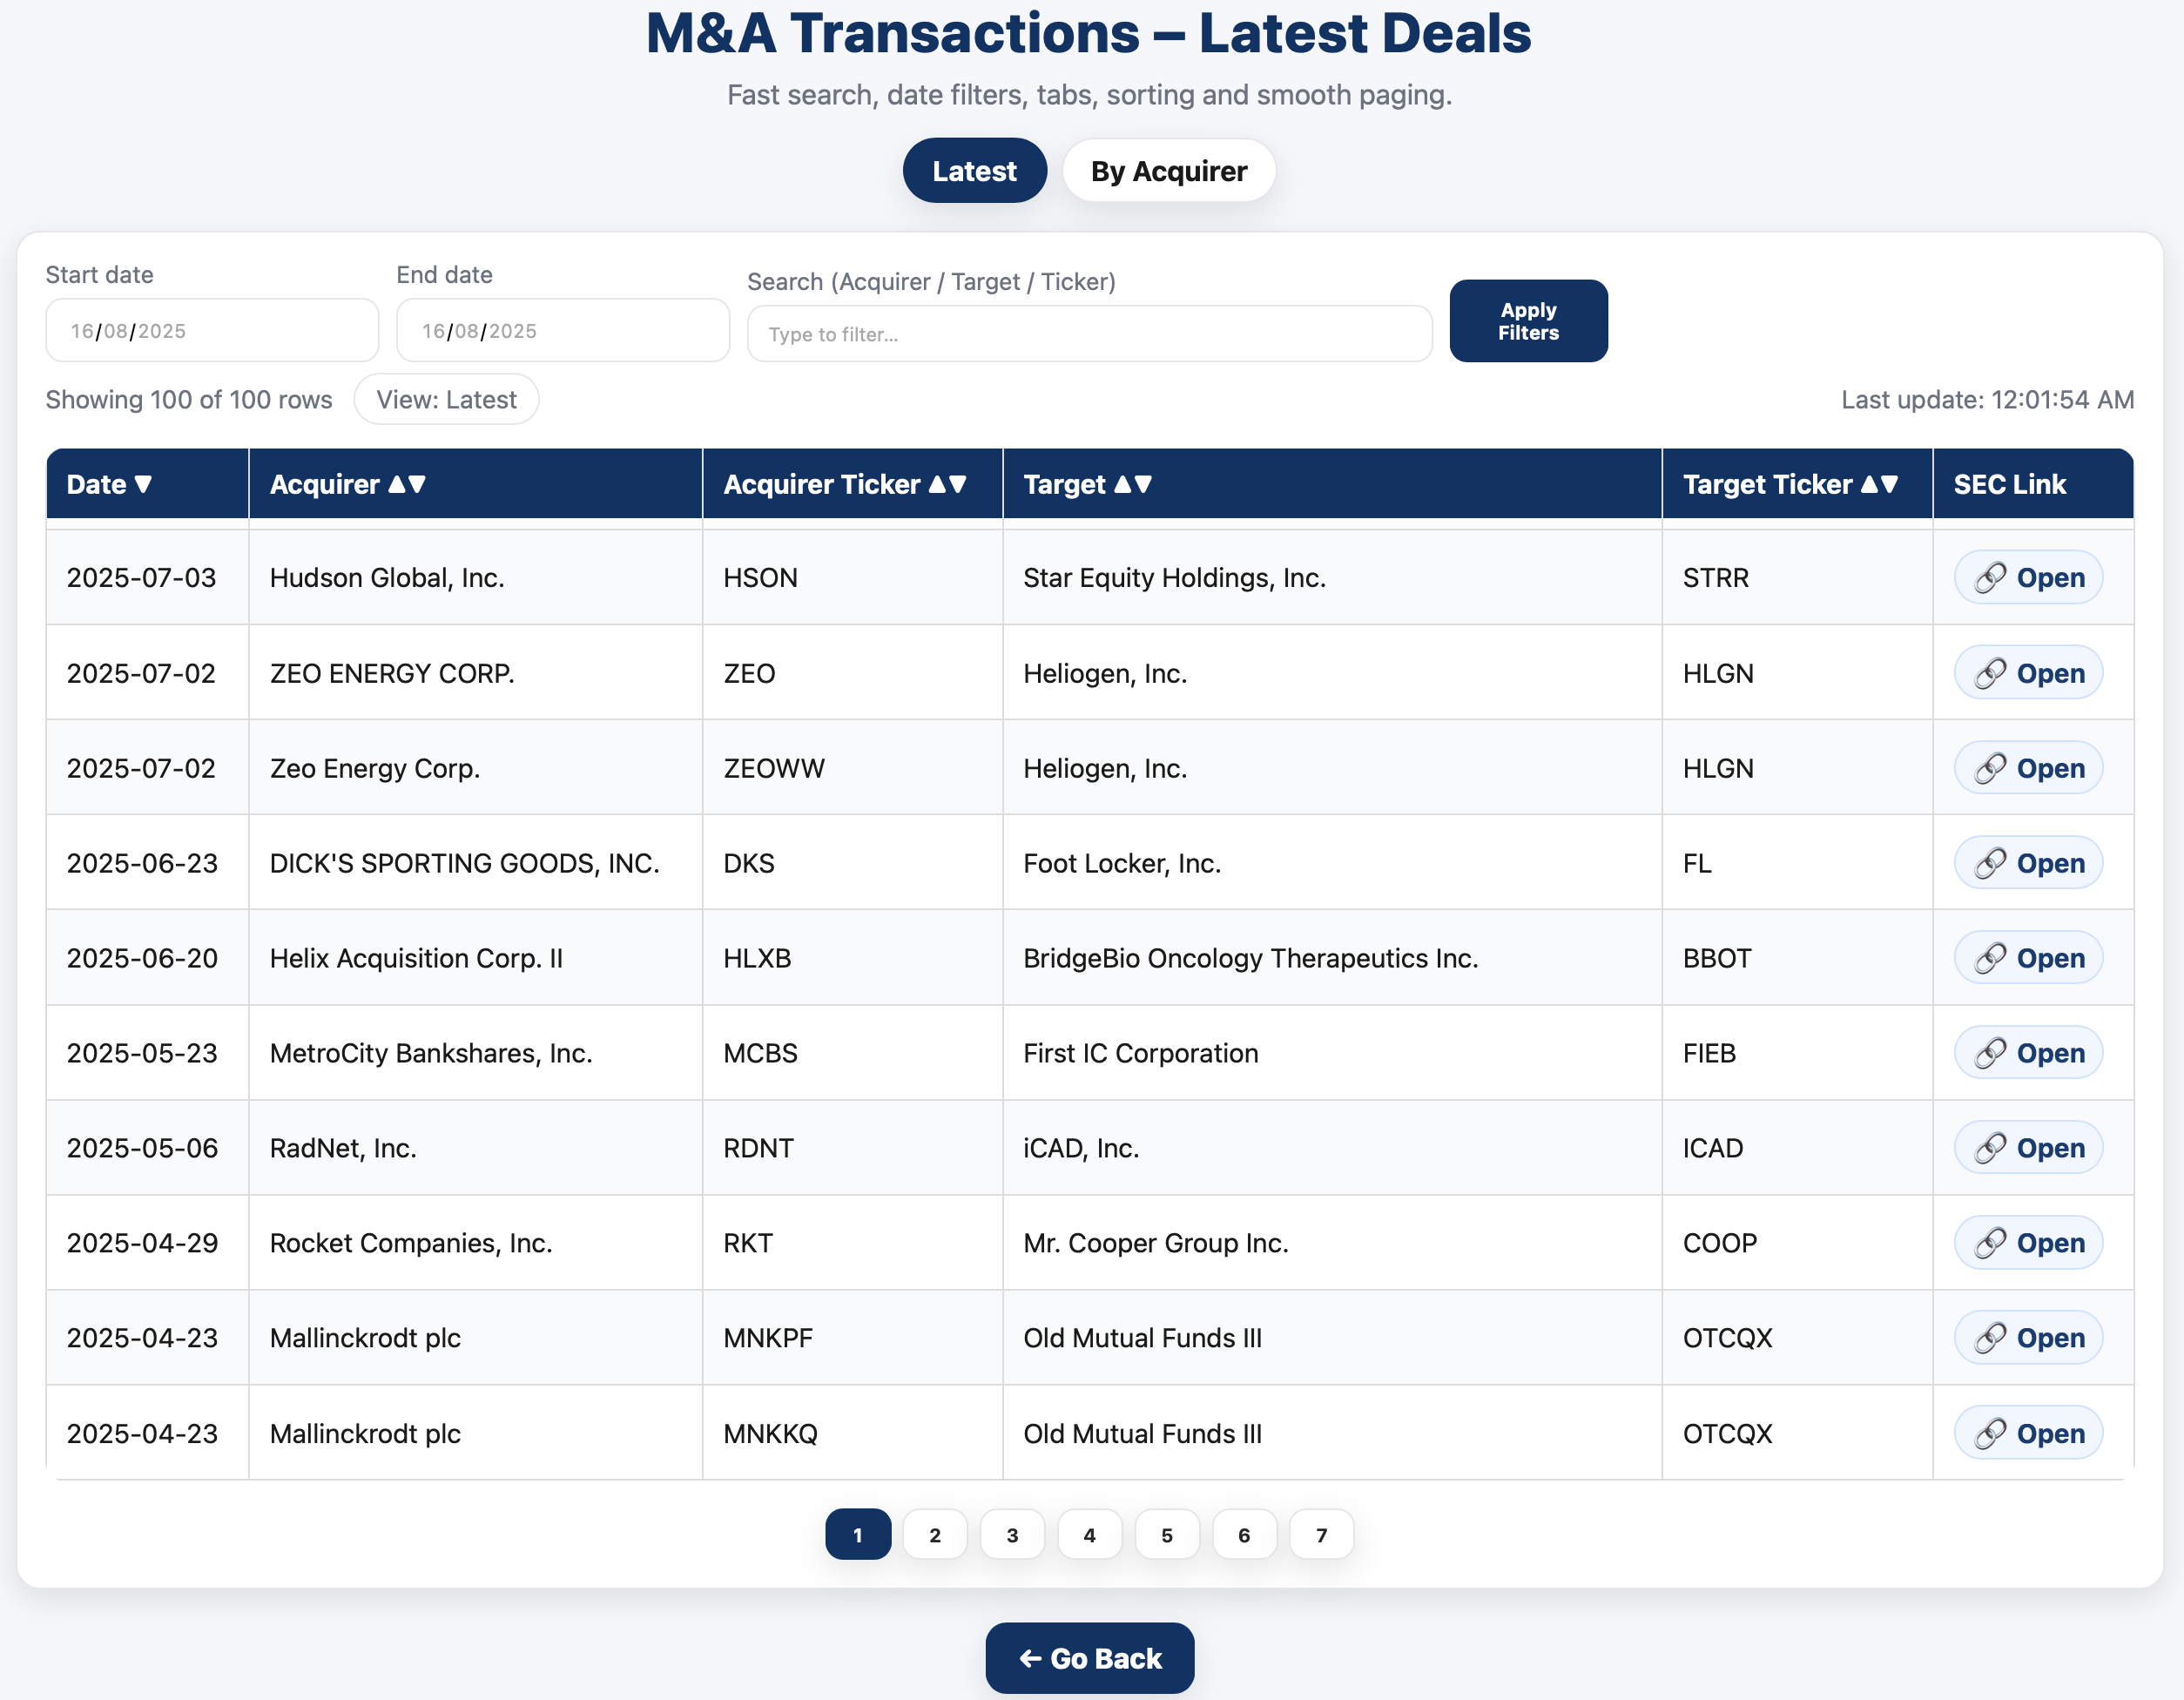 M&A Transactions – Latest Deals
Fast search, date filters, tabs, sorting and smooth paging.
Latest By Acquirer
Start date End date Search (Acquirer / Target / Ticker)
16/08/2025 16/08/2025 Type to filter... Apply Filters
Showing 100 of 100 rows View: Latest Last update: 12:01:54 AM
Date ▼ Acquirer ▲▼ Acquirer Ticker ▲▼ Target ▲▼ Target Ticker ▲▼ SEC Link
2025-07-03 Hudson Global, Inc. HSON Star Equity Holdings, Inc. STRR 🔗 Open
2025-07-02 ZEO ENERGY CORP. ZEO Heliogen, Inc. HLGN 🔗 Open
2025-07-02 Zeo Energy Corp. ZEOWW Heliogen, Inc. HLGN 🔗 Open
2025-06-23 DICK'S SPORTING GOODS, INC. DKS Foot Locker, Inc. FL 🔗 Open
2025-06-20 Helix Acquisition Corp. II HLXB BridgeBio Oncology Therapeutics Inc. BBOT 🔗 Open
2025-05-23 MetroCity Bankshares, Inc. MCBS First IC Corporation FIEB 🔗 Open
2025-05-06 RadNet, Inc. RDNT iCAD, Inc. ICAD 🔗 Open
2025-04-29 Rocket Companies, Inc. RKT Mr. Cooper Group Inc. COOP 🔗 Open
2025-04-23 Mallinckrodt plc MNKPF Old Mutual Funds III OTCQX 🔗 Open
2025-04-23 Mallinckrodt plc MNKKQ Old Mutual Funds III OTCQX 🔗 Open
1 2 3 4 5 6 7
← Go Back